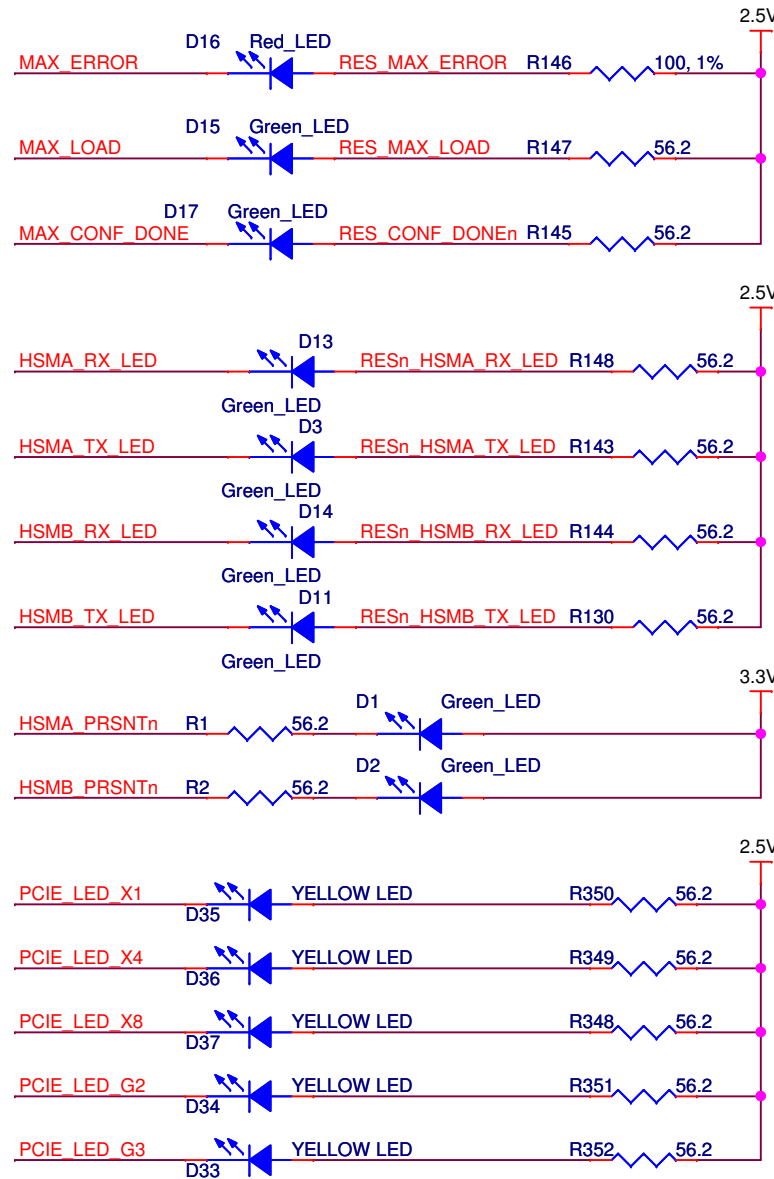 2.5V
D16 Red_LED
MAX_ERROR RES_MAX_ERROR R146 100, 1%
D15 Green_LED
MAX_LOAD RES_MAX_LOAD R147 56.2
D17 Green_LED
MAX_CONF_DONE RES_CONF_DONEn R145 56.2
2.5V
D13
HSMA_RX_LED RESn_HSMA_RX_LED R148 56.2
Green_LED
D3
HSMA_TX_LED RESn_HSMA_TX_LED R143 56.2
Green_LED
D14
HSMB_RX_LED RESn_HSMB_RX_LED R144 56.2
Green_LED
D11
HSMB_TX_LED RESn_HSMB_TX_LED R130 56.2
Green_LED
3.3V
D1 Green_LED
HSMA_PRSNTn R1 56.2
D2 Green_LED
HSMB_PRSNTn R2 56.2
2.5V
PCIE_LED_X1 YELLOW LED R350 56.2
D35
PCIE_LED_X4 YELLOW LED R349 56.2
D36
PCIE_LED_X8 YELLOW LED R348 56.2
D37
PCIE_LED_G2 YELLOW LED R351 56.2
D34
PCIE_LED_G3 YELLOW LED R352 56.2
D33